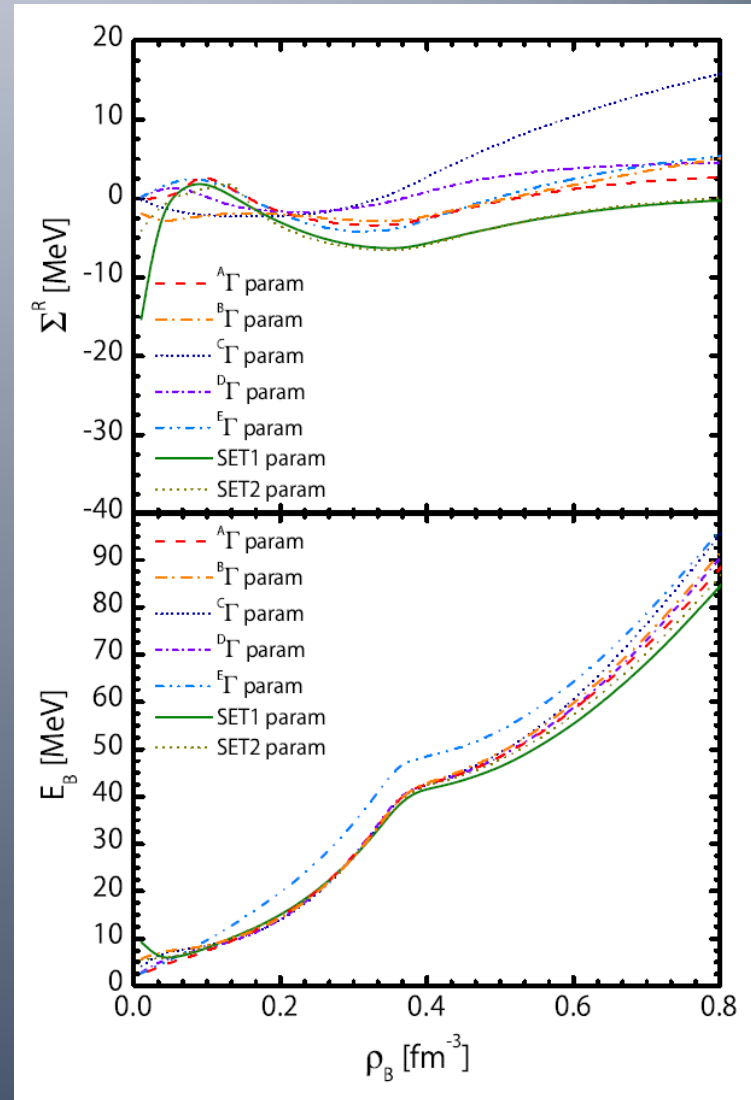 20
10
0
-10
-20
-30
-40
Σ^R [MeV]
^AΓ param
^BΓ param
^CΓ param
^DΓ param
^EΓ param
SET1 param
SET2 param
90
80
70
60
50
40
30
20
10
0
E_B [MeV]
^AΓ param
^BΓ param
^CΓ param
^DΓ param
^EΓ param
SET1 param
SET2 param
0.0 0.2 0.4 0.6 0.8
ρ_B [fm^-3]